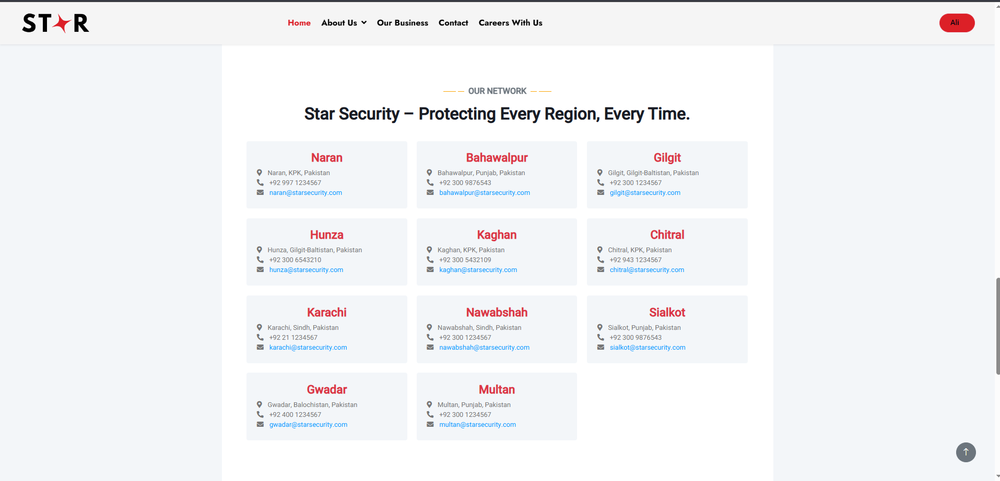 STAR
Home About Us Our Business Contact Careers With Us
Ali
OUR NETWORK
Star Security – Protecting Every Region, Every Time.
Naran
Naran, KPK, Pakistan
+92 997 1234567
naran@starsecurity.com
Bahawalpur
Bahawalpur, Punjab, Pakistan
+92 300 9876543
bahawalpur@starsecurity.com
Gilgit
Gilgit, Gilgit-Baltistan, Pakistan
+92 300 1234567
gilgit@starsecurity.com
Hunza
Hunza, Gilgit-Baltistan, Pakistan
+92 300 6543210
hunza@starsecurity.com
Kaghan
Kaghan, KPK, Pakistan
+92 300 5432109
kaghan@starsecurity.com
Chitral
Chitral, KPK, Pakistan
+92 943 1234567
chitral@starsecurity.com
Karachi
Karachi, Sindh, Pakistan
+92 21 1234567
karachi@starsecurity.com
Nawabshah
Nawabshah, Sindh, Pakistan
+92 300 1234567
nawabshah@starsecurity.com
Sialkot
Sialkot, Punjab, Pakistan
+92 300 9876543
sialkot@starsecurity.com
Gwadar
Gwadar, Balochistan, Pakistan
+92 400 1234567
gwadar@starsecurity.com
Multan
Multan, Punjab, Pakistan
+92 300 1234567
multan@starsecurity.com